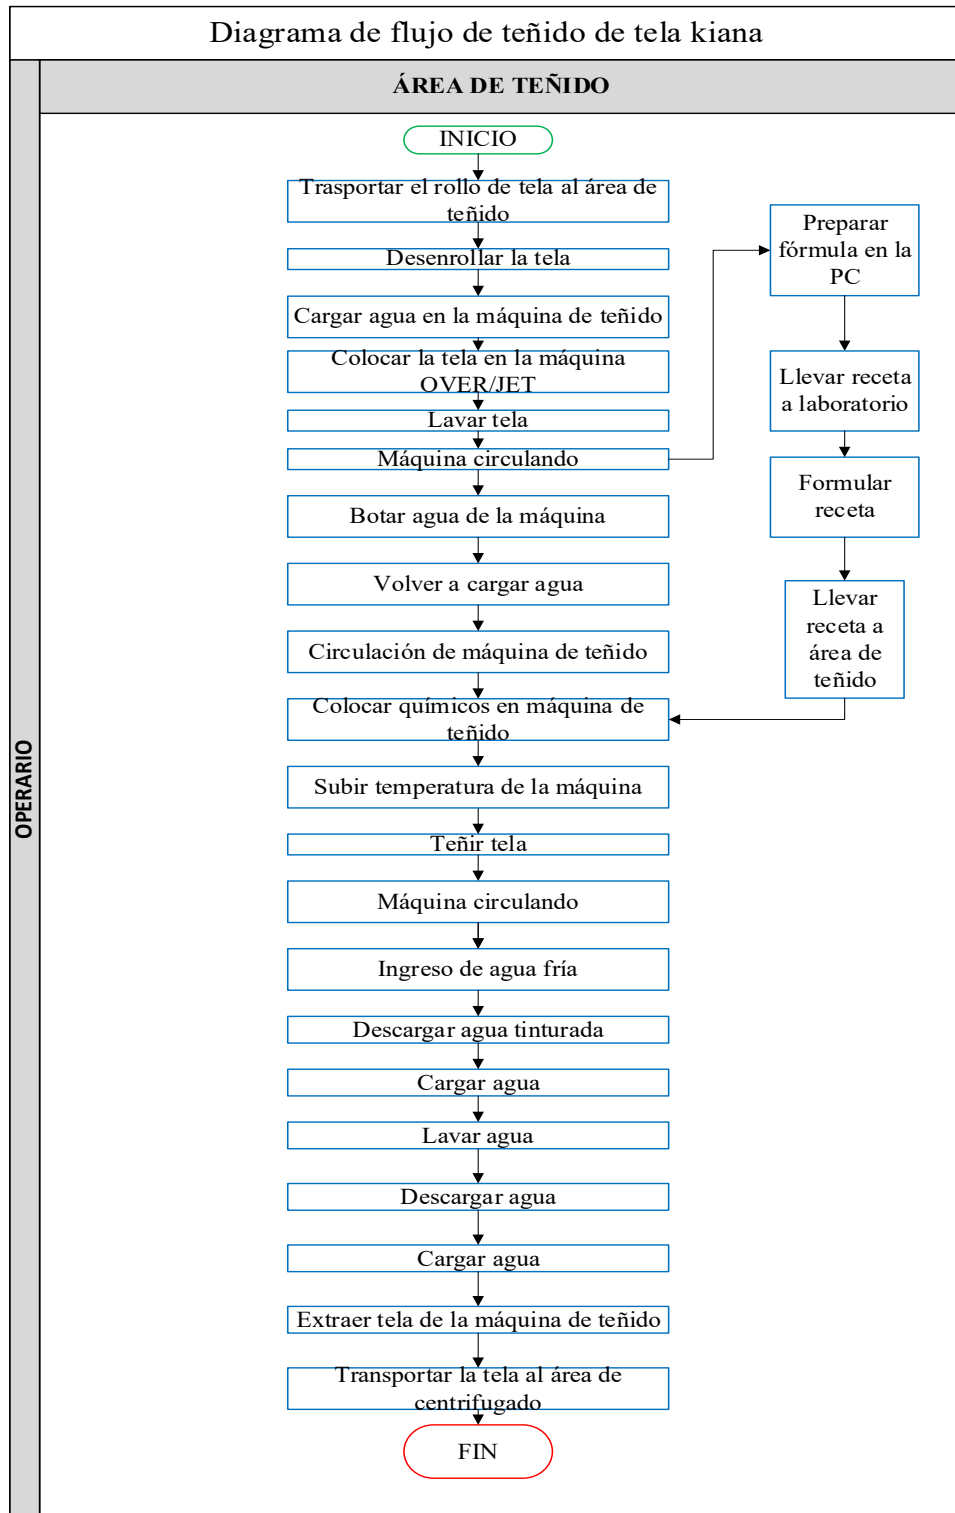 Diagrama de flujo de teñido de tela kiana
ÁREA DE TEÑIDO
OPERARIO
INICIO
Trasportar el rollo de tela al área de
teñido
Desenrollar la tela
Cargar agua en la máquina de teñido
Colocar la tela en la máquina
OVER/JET
Lavar tela
Máquina circulando
Preparar
fórmula en la
PC
Llevar receta
a laboratorio
Formular
receta
Llevar
receta a
área de
teñido
Botar agua de la máquina
Volver a cargar agua
Circulación de máquina de teñido
Colocar químicos en máquina de
teñido
Subir temperatura de la máquina
Teñir tela
Máquina circulando
Ingreso de agua fría
Descargar agua tinturada
Cargar agua
Lavar agua
Descargar agua
Cargar agua
Extraer tela de la máquina de teñido
Transportar la tela al área de
centrifugado
FIN